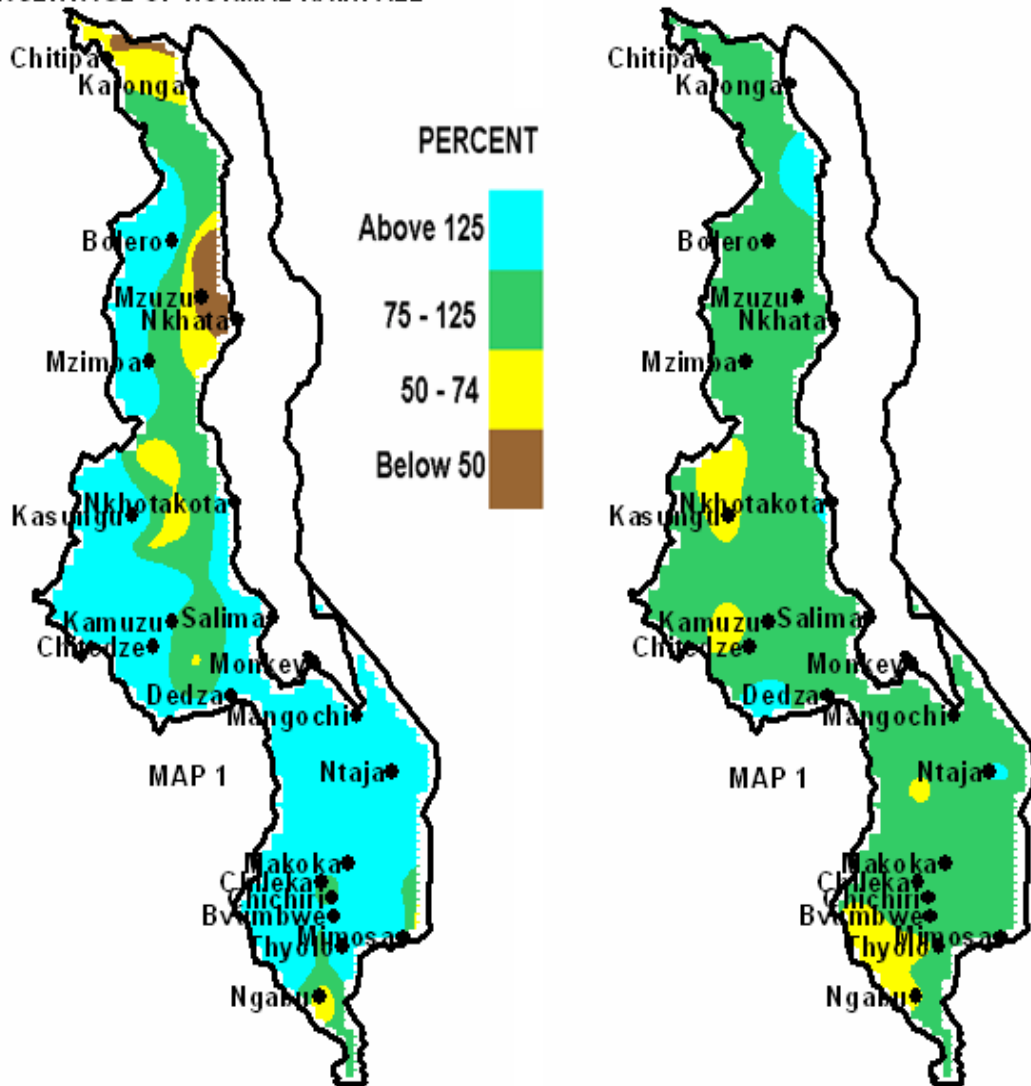 Chitipa
Karonga
PERCENT
Above 125
75 - 125
50 - 74
Below 50
Bolero
Mzuzu
Nkhata
Mzimba
Nkhotakota
Kasungu
Kamuzu
Salima
Chitedze
Monkey
Dedza
Mangochi
MAP 1
Ntaja
Makoka
Chileka
Chichiri
Bvumbwe
Mimosa
Thyolo
Ngabu
Chitipa
Karonga
Bolero
Mzuzu
Nkhata
Mzimba
Nkhotakota
Kasungu
Kamuzu
Salima
Chitedze
Monkey
Dedza
Mangochi
MAP 1
Ntaja
Makoka
Chileka
Chichiri
Bvumbwe
Mimosa
Thyolo
Ngabu